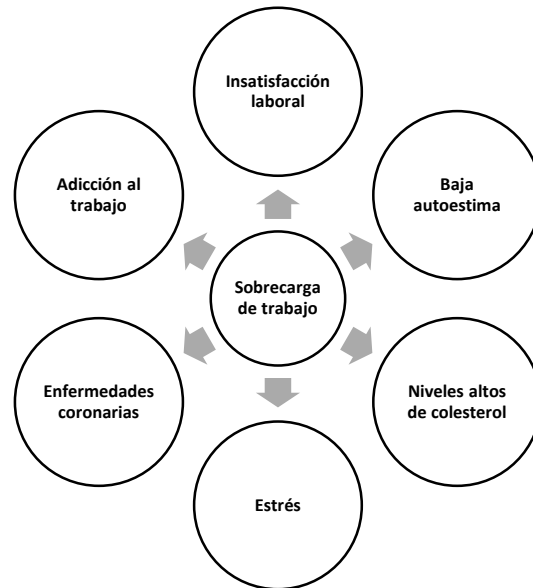 Insatisfacción
laboral
Adicción al
trabajo
Baja
autoestima
Sobrecarga
de trabajo
Enfermedades
coronarias
Niveles altos
de colesterol
Estrés